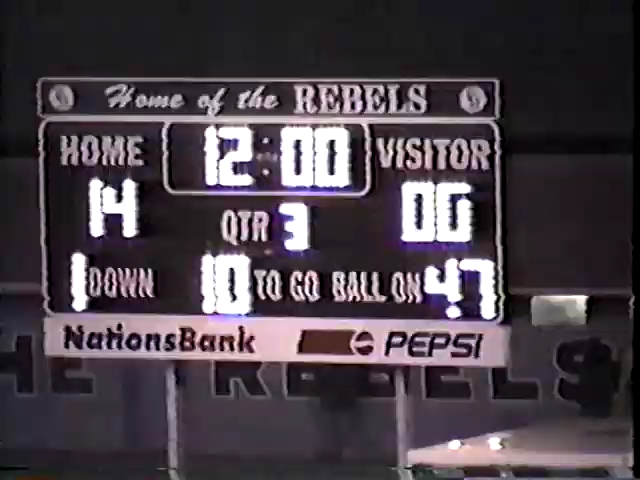 Home of the REBELS
HOME 12:00 VISITOR
14 QTR 3 00
1 DOWN 10 TO GO BALL ON 47
NationsBank PEPSI
THE REBELS